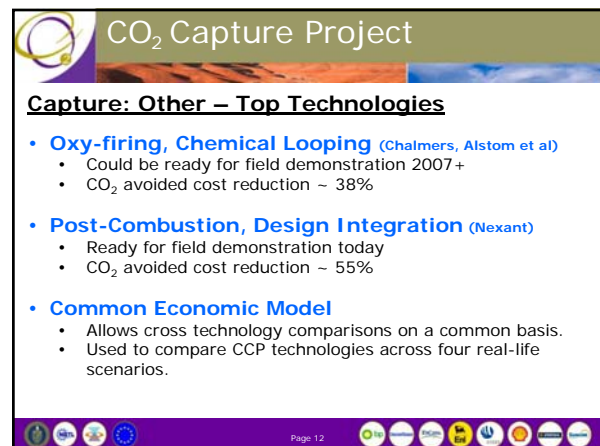 CO₂ Capture Project
Capture: Other – Top Technologies
• Oxy-firing, Chemical Looping (Chalmers, Alstom et al)
• Could be ready for field demonstration 2007+
• CO₂ avoided cost reduction ~ 38%
• Post-Combustion, Design Integration (Nexant)
• Ready for field demonstration today
• CO₂ avoided cost reduction ~ 55%
• Common Economic Model
• Allows cross technology comparisons on a common basis.
• Used to compare CCP technologies across four real-life
scenarios.
Page 12
bp